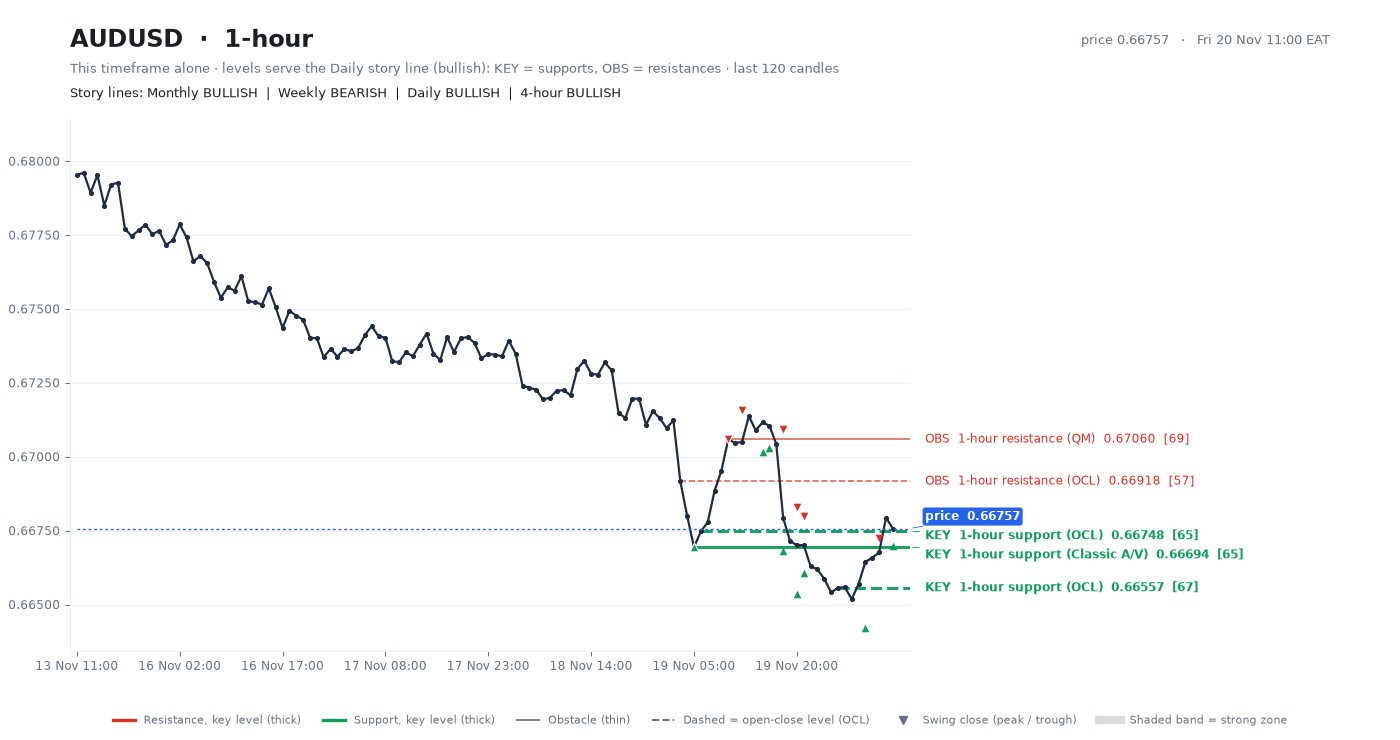 AUDUSD · 1-hour
price 0.66757 · Fri 20 Nov 11:00 EAT
This timeframe alone · levels serve the Daily story line (bullish): KEY = supports, OBS = resistances · last 120 candles
Story lines: Monthly BULLISH | Weekly BEARISH | Daily BULLISH | 4-hour BULLISH
0.68000
0.67750
0.67500
0.67250
0.67000
0.66750
0.66500
OBS 1-hour resistance (QM) 0.67060 [69]
OBS 1-hour resistance (OCL) 0.66918 [57]
price 0.66757
KEY 1-hour support (OCL) 0.66748 [65]
KEY 1-hour support (Classic A/V) 0.66694 [65]
KEY 1-hour support (OCL) 0.66557 [67]
13 Nov 11:00 16 Nov 02:00 16 Nov 17:00 17 Nov 08:00 17 Nov 23:00 18 Nov 14:00 19 Nov 05:00 19 Nov 20:00
Resistance, key level (thick) Support, key level (thick) Obstacle (thin) Dashed = open-close level (OCL) Swing close (peak / trough) Shaded band = strong zone